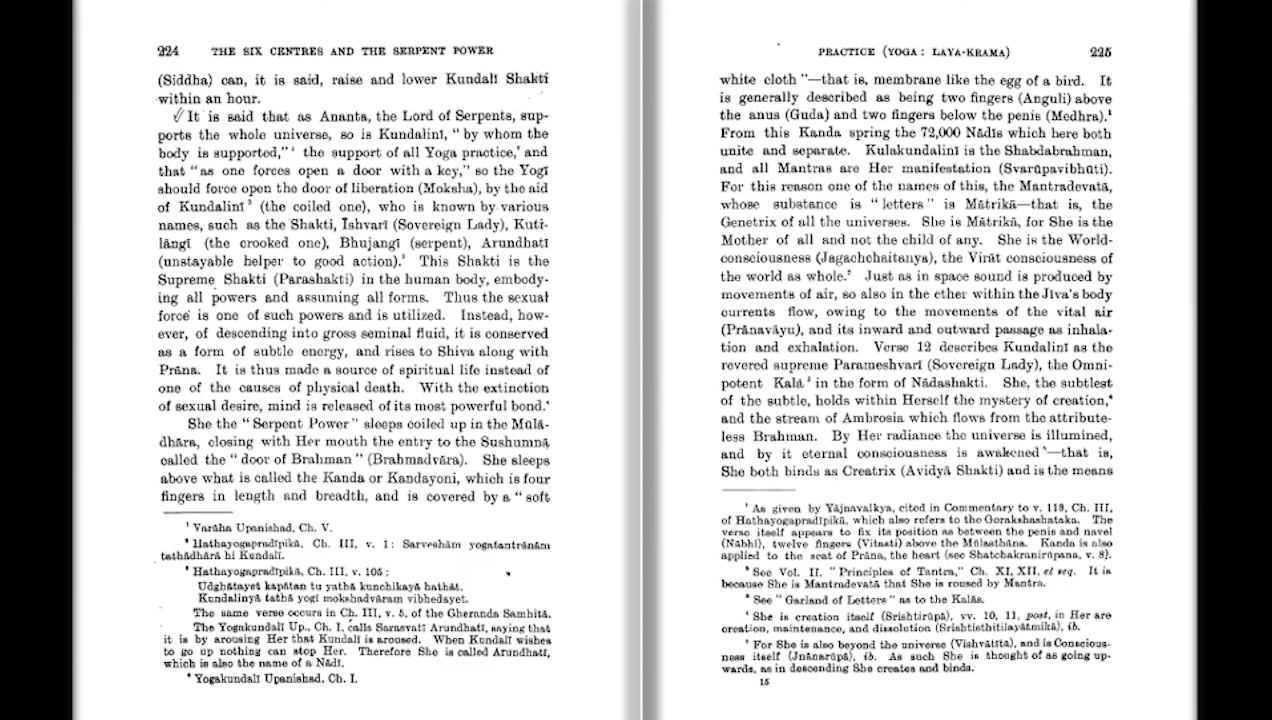 224 THE SIX CENTRES AND THE SERPENT POWER
(Siddha) can, it is said, raise and lower Kundalī Shakti
within an hour.
It is said that as Ananta, the Lord of Serpents, sup-
ports the whole universe, so is Kundalinī, " by whom the
body is supported," ¹ the support of all Yoga practice,² and
that " as one forces open a door with a key," so the Yogī
should force open the door of liberation (Moksha), by the aid
of Kundalinī ³ (the coiled one), who is known by various
names, such as the Shakti, Īshvarī (Sovereign Lady), Kuti-
lāngī (the crooked one), Bhujangī (serpent), Arundhatī
(unstayable helper to good action).³ This Shakti is the
Supreme Shakti (Parashakti) in the human body, embody-
ing all powers and assuming all forms. Thus the sexual
force is one of such powers and is utilized. Instead, how-
ever, of descending into gross seminal fluid, it is conserved
as a form of subtle energy, and rises to Shiva along with
Prāna. It is thus made a source of spiritual life instead of
one of the causes of physical death. With the extinction
of sexual desire, mind is released of its most powerful bond.⁴
She the " Serpent Power " sleeps coiled up in the Mūlā-
dhāra, closing with Her mouth the entry to the Sushumnā
called the " door of Brahman " (Brahmadvāra). She sleeps
above what is called the Kanda or Kandayoni, which is four
fingers in length and breadth, and is covered by a " soft
¹ Varāha Upanishad, Ch. V.
² Hathayogapradīpikā, Ch. III, v. 1: Sarveshām yogatantrānām
tathādhārā hi Kundalī.
³ Hathayogapradīpikā, Ch. III, v. 105 :
Udghātayet kapātan tu yathā kunchikayā hathāt.
Kundalinyā tathā yogī mokshadvāram vibhedayet.
The same verse occurs in Ch. III, v. 5, of the Gheranda Samhitā.
The Yogakundalī Up., Ch. I, calls Sarasvatī Arundhatī, saying that
it is by arousing Her that Kundalī is aroused. When Kundalī wishes
to go up nothing can stop Her. Therefore She is called Arundhatī,
which is also the name of a Nādī.
⁴ Yogakundalī Upanishad, Ch. I.
PRACTICE (YOGA : LAYA-KRAMA) 225
white cloth "—that is, membrane like the egg of a bird. It
is generally described as being two fingers (Anguli) above
the anus (Guda) and two fingers below the penis (Medhra).¹
From this Kanda spring the 72,000 Nādīs which here both
unite and separate. Kulakundalinī is the Shabdabrahman,
and all Mantras are Her manifestation (Svarūpavibhūti).
For this reason one of the names of this, the Mantradevatā,
whose substance is " letters " is Mātrikā—that is, the
Genetrix of all the universes. She is Mātrikā, for She is the
Mother of all and not the child of any. She is the World-
consciousness (Jagachchaitanya), the Virāt consciousness of
the world as whole.² Just as in space sound is produced by
movements of air, so also in the ether within the Jīva's body
currents flow, owing to the movements of the vital air
(Prānavāyu), and its inward and outward passage as inhala-
tion and exhalation. Verse 12 describes Kundalinī as the
revered supreme Parameshvarī (Sovereign Lady), the Omni-
potent Kalā ³ in the form of Nādashakti. She, the subtlest
of the subtle, holds within Herself the mystery of creation,⁴
and the stream of Ambrosia which flows from the attribute-
less Brahman. By Her radiance the universe is illumined,
and by it eternal consciousness is awakened ⁵—that is,
She both binds as Creatrix (Avidyā Shakti) and is the means
¹ As given by Yājnavalkya, cited in Commentary to v. 113, Ch. III,
of Hathayogapradīpikā, which also refers to the Gorakshashataka. The
verse itself appears to fix its position as between the penis and navel
(Nābhi), twelve fingers (Vitasti) above the Mūlasthāna. Kanda is also
applied to the seat of Prāna, the heart (see Shatchakranirūpana, v. 8).
² See Vol. II. " Principles of Tantra," Ch. XI, XII, et seq. It is
because She is Mantradevatā that She is roused by Mantra.
³ See " Garland of Letters " as to the Kalās.
⁴ She is creation itself (Srishtirūpā), vv. 10, 11, post, in Her are
creation, maintenance, and dissolution (Srishtisthitilayātmikā), ib.
⁵ For She is also beyond the universe (Vishvātītā), and is Conscious-
ness itself (Jnānarūpā), ib. As such She is thought of as going up-
wards, as in descending She creates and binds.
15